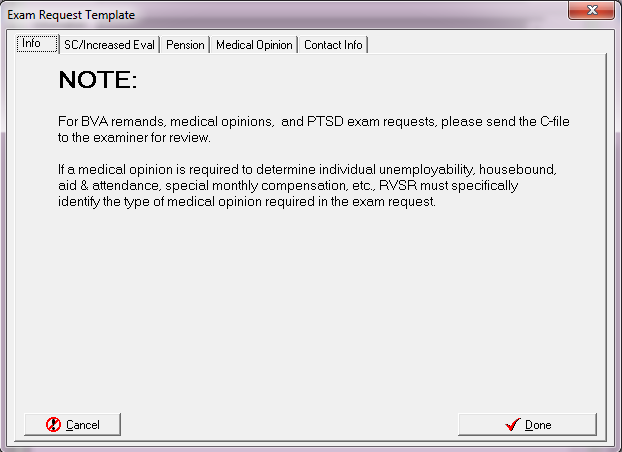 Exam Request Template
Info SC/Increased Eval Pension Medical Opinion Contact Info
NOTE:
For BVA remands, medical opinions, and PTSD exam requests, please send the C-file
to the examiner for review.
If a medical opinion is required to determine individual unemployability, housebound,
aid & attendance, special monthly compensation, etc., RVSR must specifically
identify the type of medical opinion required in the exam request.
Cancel Done